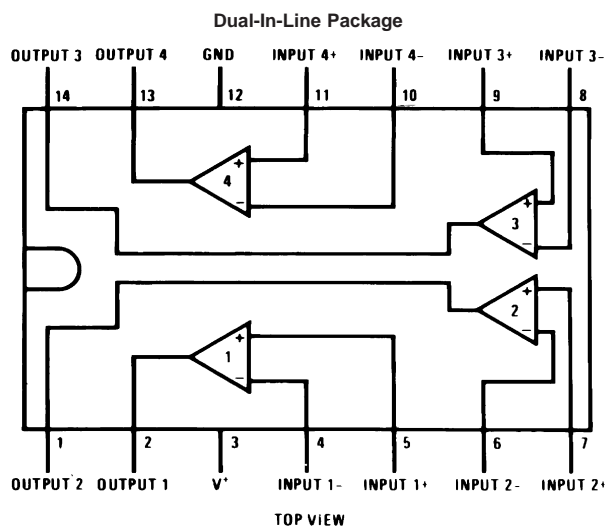 Dual-In-Line Package
OUTPUT 3 OUTPUT 4 GND INPUT 4+ INPUT 4- INPUT 3+ INPUT 3-
14 13 12 11 10 9 8
+
4
-
+
3
-
+
2
-
+
1
-
1 2 3 4 5 6 7
OUTPUT 2 OUTPUT 1 V+ INPUT 1- INPUT 1+ INPUT 2- INPUT 2+
TOP VIEW